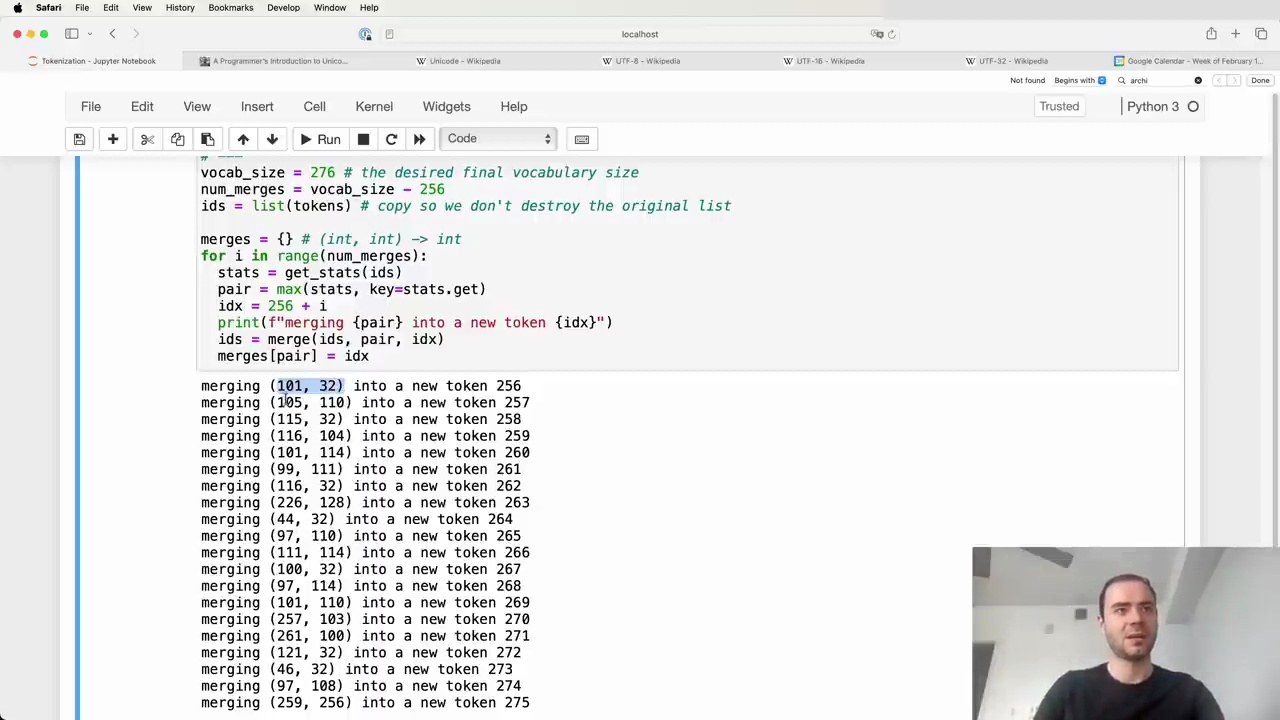 Safari File Edit View History Bookmarks Develop Window Help
localhost
Tokenization - Jupyter Notebook
A Programmer's Introduction to Unico...
Unicode - Wikipedia
UTF-8 - Wikipedia
UTF-16 - Wikipedia
UTF-32 - Wikipedia
Google Calendar - Week of February 1...
Not found Begins with archi Done
File Edit View Insert Cell Kernel Widgets Help Trusted Python 3
Run Code
# ===
vocab_size = 276 # the desired final vocabulary size
num_merges = vocab_size - 256
ids = list(tokens) # copy so we don't destroy the original list
merges = {} # (int, int) -> int
for i in range(num_merges):
  stats = get_stats(ids)
  pair = max(stats, key=stats.get)
  idx = 256 + i
  print(f"merging {pair} into a new token {idx}")
  ids = merge(ids, pair, idx)
  merges[pair] = idx
merging (101, 32) into a new token 256
merging (105, 110) into a new token 257
merging (115, 32) into a new token 258
merging (116, 104) into a new token 259
merging (101, 114) into a new token 260
merging (99, 111) into a new token 261
merging (116, 32) into a new token 262
merging (226, 128) into a new token 263
merging (44, 32) into a new token 264
merging (97, 110) into a new token 265
merging (111, 114) into a new token 266
merging (100, 32) into a new token 267
merging (97, 114) into a new token 268
merging (101, 110) into a new token 269
merging (257, 103) into a new token 270
merging (261, 100) into a new token 271
merging (121, 32) into a new token 272
merging (46, 32) into a new token 273
merging (97, 108) into a new token 274
merging (259, 256) into a new token 275